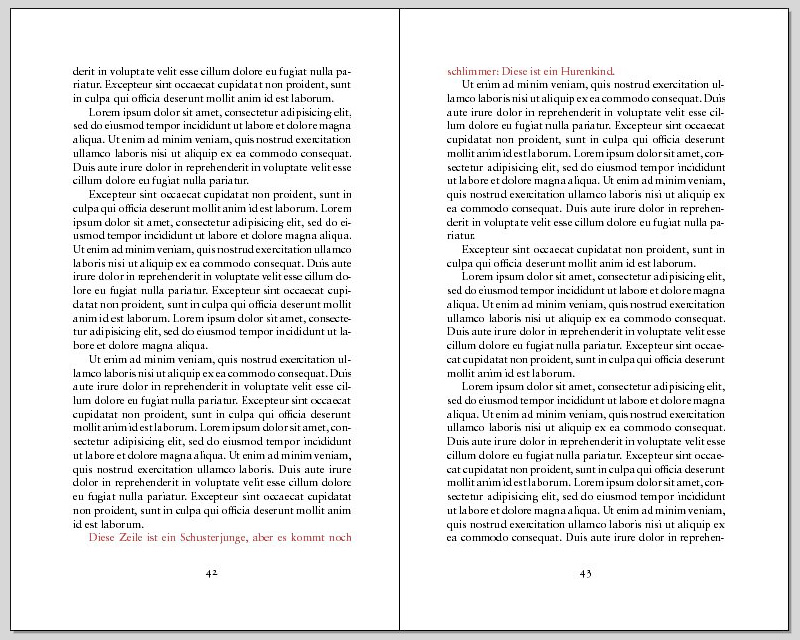 derit in voluptate velit esse cillum dolore eu fugiat nulla pa-
riatur. Excepteur sint occaecat cupidatat non proident, sunt
in culpa qui officia deserunt mollit anim id est laborum.
Lorem ipsum dolor sit amet, consectetur adipisicing elit,
sed do eiusmod tempor incididunt ut labore et dolore magna
aliqua. Ut enim ad minim veniam, quis nostrud exercitation
ullamco laboris nisi ut aliquip ex ea commodo consequat.
Duis aute irure dolor in reprehenderit in voluptate velit esse
cillum dolore eu fugiat nulla pariatur.
Excepteur sint occaecat cupidatat non proident, sunt in
culpa qui officia deserunt mollit anim id est laborum. Lorem
ipsum dolor sit amet, consectetur adipisicing elit, sed do ei-
usmod tempor incididunt ut labore et dolore magna aliqua.
Ut enim ad minim veniam, quis nostrud exercitation ullamco
laboris nisi ut aliquip ex ea commodo consequat. Duis aute
irure dolor in reprehenderit in voluptate velit esse cillum do-
lore eu fugiat nulla pariatur. Excepteur sint occaecat cupi-
datat non proident, sunt in culpa qui officia deserunt mollit
anim id est laborum. Lorem ipsum dolor sit amet, consecte-
tur adipisicing elit, sed do eiusmod tempor incididunt ut la-
bore et dolore magna aliqua.
Ut enim ad minim veniam, quis nostrud exercitation ul-
lamco laboris nisi ut aliquip ex ea commodo consequat. Duis
aute irure dolor in reprehenderit in voluptate velit esse cil-
lum dolore eu fugiat nulla pariatur. Excepteur sint occaecat
cupidatat non proident, sunt in culpa qui officia deserunt
mollit anim id est laborum. Lorem ipsum dolor sit amet, con-
sectetur adipisicing elit, sed do eiusmod tempor incididunt
ut labore et dolore magna aliqua. Ut enim ad minim veniam,
quis nostrud exercitation ullamco laboris. Duis aute irure
dolor in reprehenderit in voluptate velit esse cillum dolore
eu fugiat nulla pariatur. Excepteur sint occaecat cupidatat
non proident, sunt in culpa qui officia deserunt mollit anim
id est laborum.
Diese Zeile ist ein Schusterjunge, aber es kommt noch
42
schlimmer: Diese ist ein Hurenkind.
Ut enim ad minim veniam, quis nostrud exercitation ul-
lamco laboris nisi ut aliquip ex ea commodo consequat. Duis
aute irure dolor in reprehenderit in voluptate velit esse cil-
lum dolore eu fugiat nulla pariatur. Excepteur sint occaecat
cupidatat non proident, sunt in culpa qui officia deserunt
mollit anim id est laborum. Lorem ipsum dolor sit amet, con-
sectetur adipisicing elit, sed do eiusmod tempor incididunt
ut labore et dolore magna aliqua. Ut enim ad minim veniam,
quis nostrud exercitation ullamco laboris nisi ut aliquip ex
ea commodo consequat. Duis aute irure dolor in reprehen-
derit in voluptate velit esse cillum dolore eu fugiat nulla pa-
riatur.
Excepteur sint occaecat cupidatat non proident, sunt in
culpa qui officia deserunt mollit anim id est laborum.
Lorem ipsum dolor sit amet, consectetur adipisicing elit,
sed do eiusmod tempor incididunt ut labore et dolore magna
aliqua. Ut enim ad minim veniam, quis nostrud exercitation
ullamco laboris nisi ut aliquip ex ea commodo consequat.
Duis aute irure dolor in reprehenderit in voluptate velit esse
cillum dolore eu fugiat nulla pariatur. Excepteur sint occae-
cat cupidatat non proident, sunt in culpa qui officia deserunt
mollit anim id est laborum.
Lorem ipsum dolor sit amet, consectetur adipisicing elit,
sed do eiusmod tempor incididunt ut labore et dolore magna
aliqua. Ut enim ad minim veniam, quis nostrud exercitation
ullamco laboris nisi ut aliquip ex ea commodo consequat.
Duis aute irure dolor in reprehenderit in voluptate velit esse
cillum dolore eu fugiat nulla pariatur. Excepteur sint occae-
cat cupidatat non proident, sunt in culpa qui officia deserunt
mollit anim id est laborum. Lorem ipsum dolor sit amet, con-
sectetur adipisicing elit, sed do eiusmod tempor incididunt
ut labore et dolore magna aliqua. Ut enim ad minim veniam,
quis nostrud exercitation ullamco laboris nisi ut aliquip ex
ea commodo consequat. Duis aute irure dolor in reprehen-
43